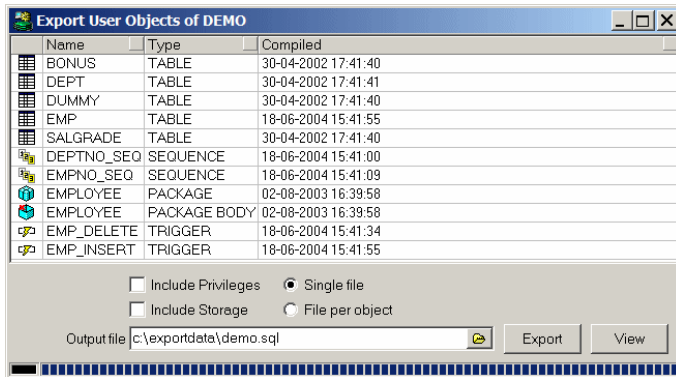 Export User Objects of DEMO
Name Type Compiled
BONUS TABLE 30-04-2002 17:41:40
DEPT TABLE 30-04-2002 17:41:41
DUMMY TABLE 30-04-2002 17:41:40
EMP TABLE 18-06-2004 15:41:55
SALGRADE TABLE 30-04-2002 17:41:40
DEPTNO_SEQ SEQUENCE 18-06-2004 15:41:00
EMPNO_SEQ SEQUENCE 18-06-2004 15:41:09
EMPLOYEE PACKAGE 02-08-2003 16:39:58
EMPLOYEE PACKAGE BODY 02-08-2003 16:39:58
EMP_DELETE TRIGGER 18-06-2004 15:41:34
EMP_INSERT TRIGGER 18-06-2004 15:41:55
Include Privileges Single file
Include Storage File per object
Output file c:\exportdata\demo.sql Export View